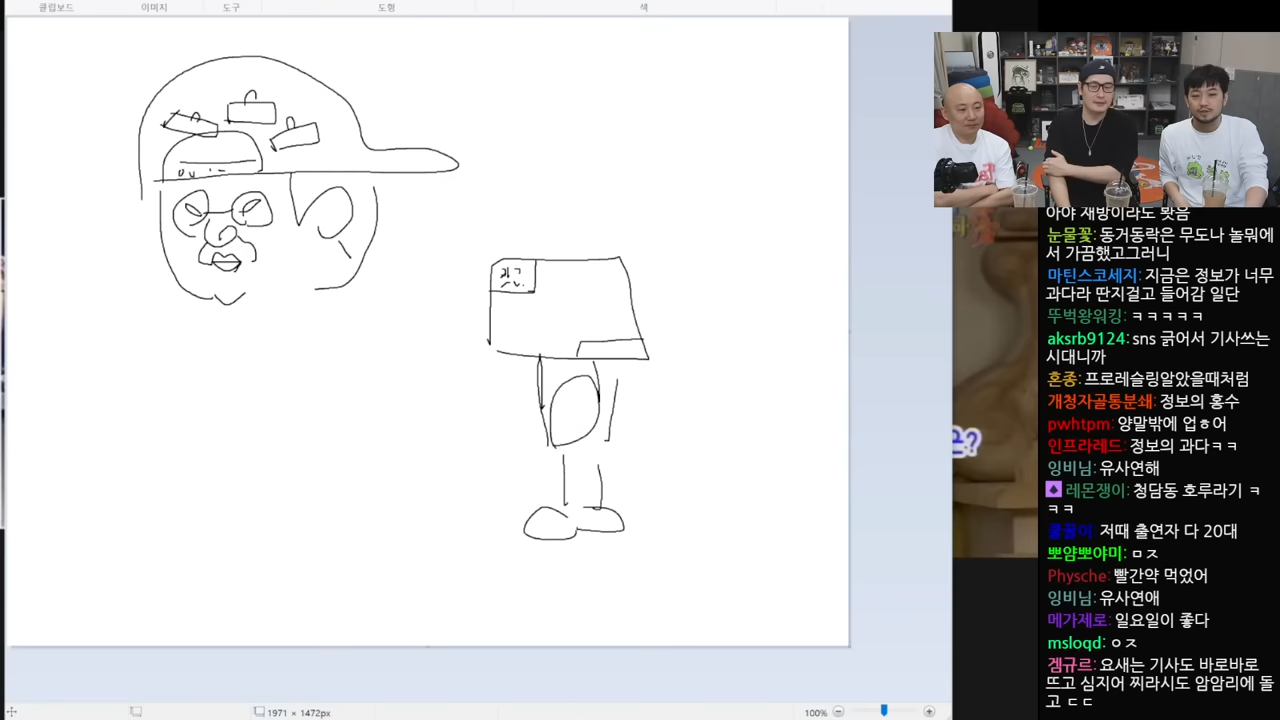 클립보드
이미지
도구
도형
색
아야 재방이라도 봣음
눈물꽃: 동거동락은 무도나 놀뭐에
서 가끔했고그러니
마틴스코세지: 지금은 정보가 너무
과다라 딴지걸고 들어감 일단
뚜벅왕워킹: ㅋㅋㅋㅋㅋ
aksrb9124: sns 긁어서 기사쓰는
시대니까
혼종: 프로레슬링알았을때처럼
개청자골통분쇄: 정보의 홍수
pwhtpm: 양말밖에 업ㅎ어
인프라레드: 정보의 과다ㅋㅋ
잉비님: 유사연해
레몬쟁이: 청담동 호루라기 ㅋ
ㅋㅋ
저때 출연자 다 20대
뽀얌뽀야미: ㅁㅈ
Physche: 빨간약 먹었어
잉비님: 유사연애
메가제로: 일요일이 좋다
msloqd: ㅇㅈ
겜규르: 요새는 기사도 바로바로
뜨고 심지어 찌라시도 암암리에 돌
고 ㄷㄷ
1971 × 1472px
100%